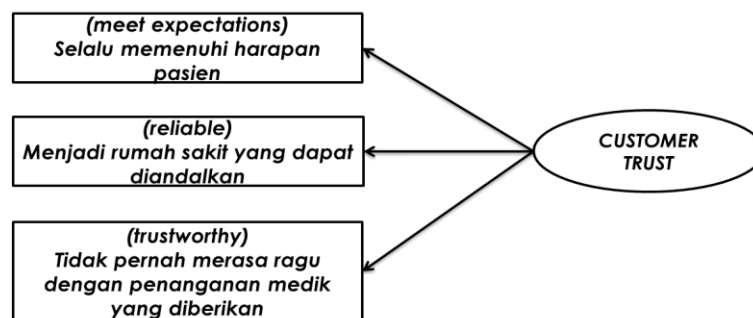 (meet expectations)
Selalu memenuhi harapan
pasien
(reliable)
Menjadi rumah sakit yang dapat
diandalkan
(trustworthy)
Tidak pernah merasa ragu
dengan penanganan medik
yang diberikan
CUSTOMER
TRUST